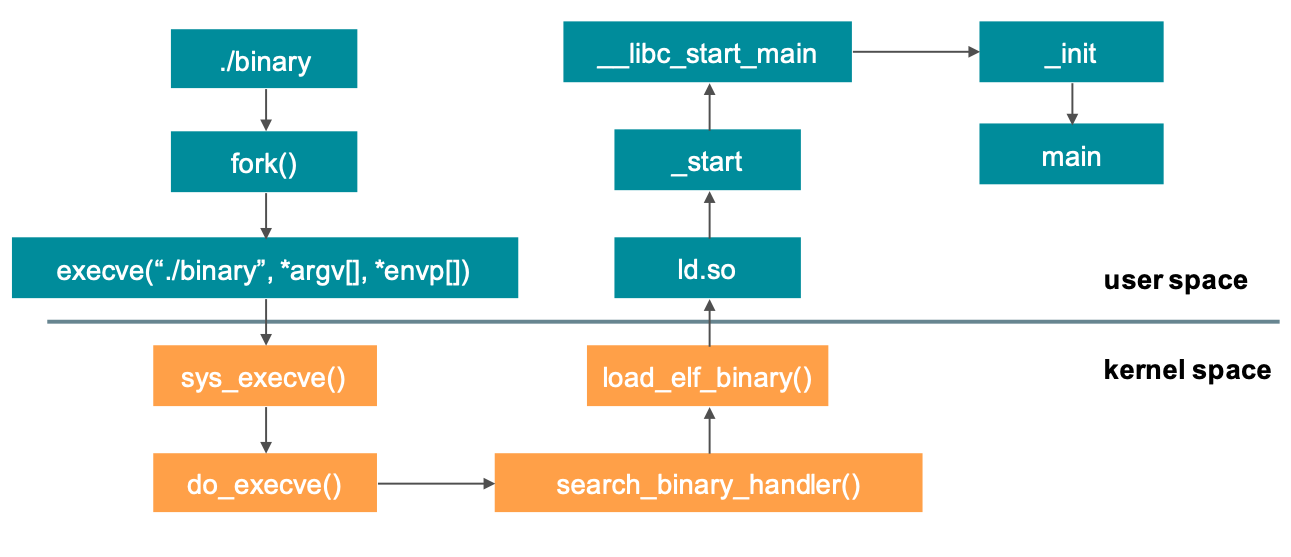 ./binary
fork()
execve(“./binary”, *argv[], *envp[])
sys_execve()
do_execve()
search_binary_handler()
load_elf_binary()
ld.so
_start
__libc_start_main
_init
main
user space
kernel space